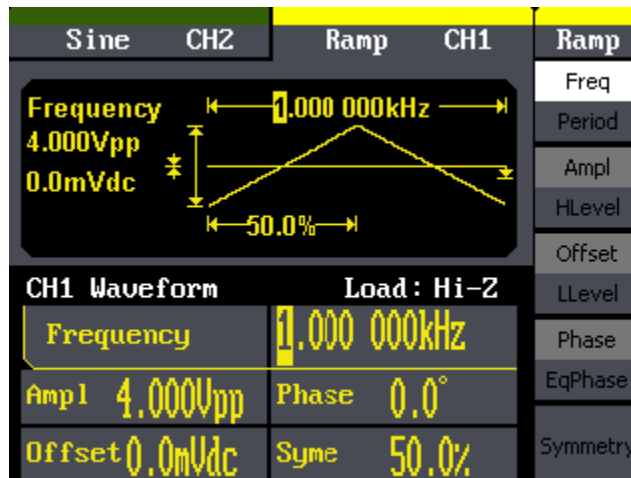 Sine CH2 Ramp CH1 Ramp
Freq
Period
Ampl
HLevel
Offset
LLevel
Phase
EqPhase
Symmetry
Frequency 1.000 000kHz
4.000Vpp
0.0mVdc
50.0%
CH1 Waveform Load: Hi-Z
Frequency 1.000 000kHz
Ampl 4.000Vpp Phase 0.0°
Offset 0.0mVdc Syme 50.0%